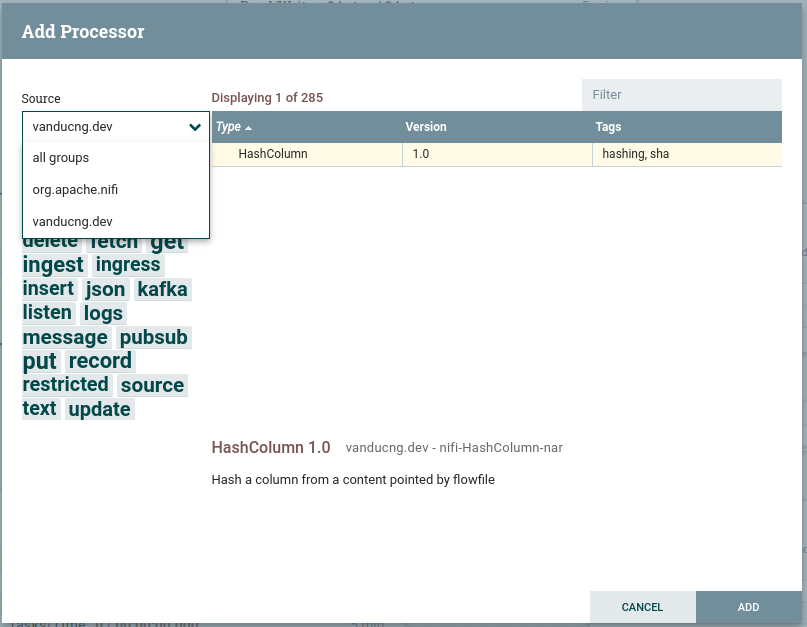 Add Processor
Source
Displaying 1 of 285
Filter
vanducng.dev
Type Version Tags
all groups
HashColumn 1.0 hashing, sha
org.apache.nifi
vanducng.dev
delete fetch get
ingest ingress
insert json kafka
listen logs
message pubsub
put record
restricted source
text update
HashColumn 1.0 vanducng.dev - nifi-HashColumn-nar
Hash a column from a content pointed by flowfile
CANCEL ADD